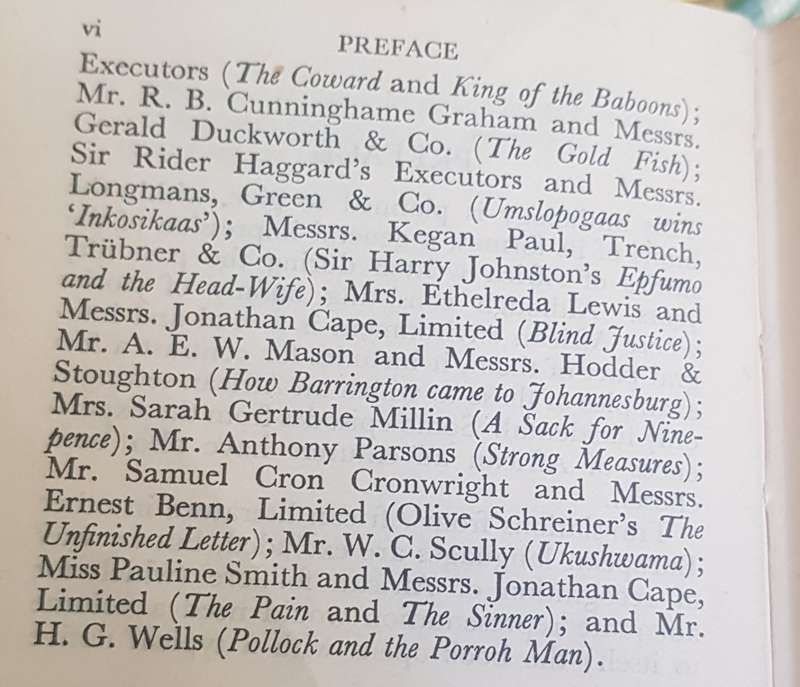 vi
PREFACE
Executors (The Coward and King of the Baboons);
Mr. R. B. Cunninghame Graham and Messrs.
Gerald Duckworth & Co. (The Gold Fish);
Sir Rider Haggard's Executors and Messrs.
Longmans, Green & Co. (Umslopogaas wins
‘Inkosikaas’); Messrs. Kegan Paul, Trench,
Trübner & Co. (Sir Harry Johnston's Epfumo
and the Head-Wife); Mrs. Ethelreda Lewis and
Messrs. Jonathan Cape, Limited (Blind Justice);
Mr. A. E. W. Mason and Messrs. Hodder &
Stoughton (How Barrington came to Johannesburg);
Mrs. Sarah Gertrude Millin (A Sack for Nine-
pence); Mr. Anthony Parsons (Strong Measures);
Mr. Samuel Cron Cronwright and Messrs.
Ernest Benn, Limited (Olive Schreiner's The
Unfinished Letter); Mr. W. C. Scully (Ukushwama);
Miss Pauline Smith and Messrs. Jonathan Cape,
Limited (The Pain and The Sinner); and Mr.
H. G. Wells (Pollock and the Porroh Man).